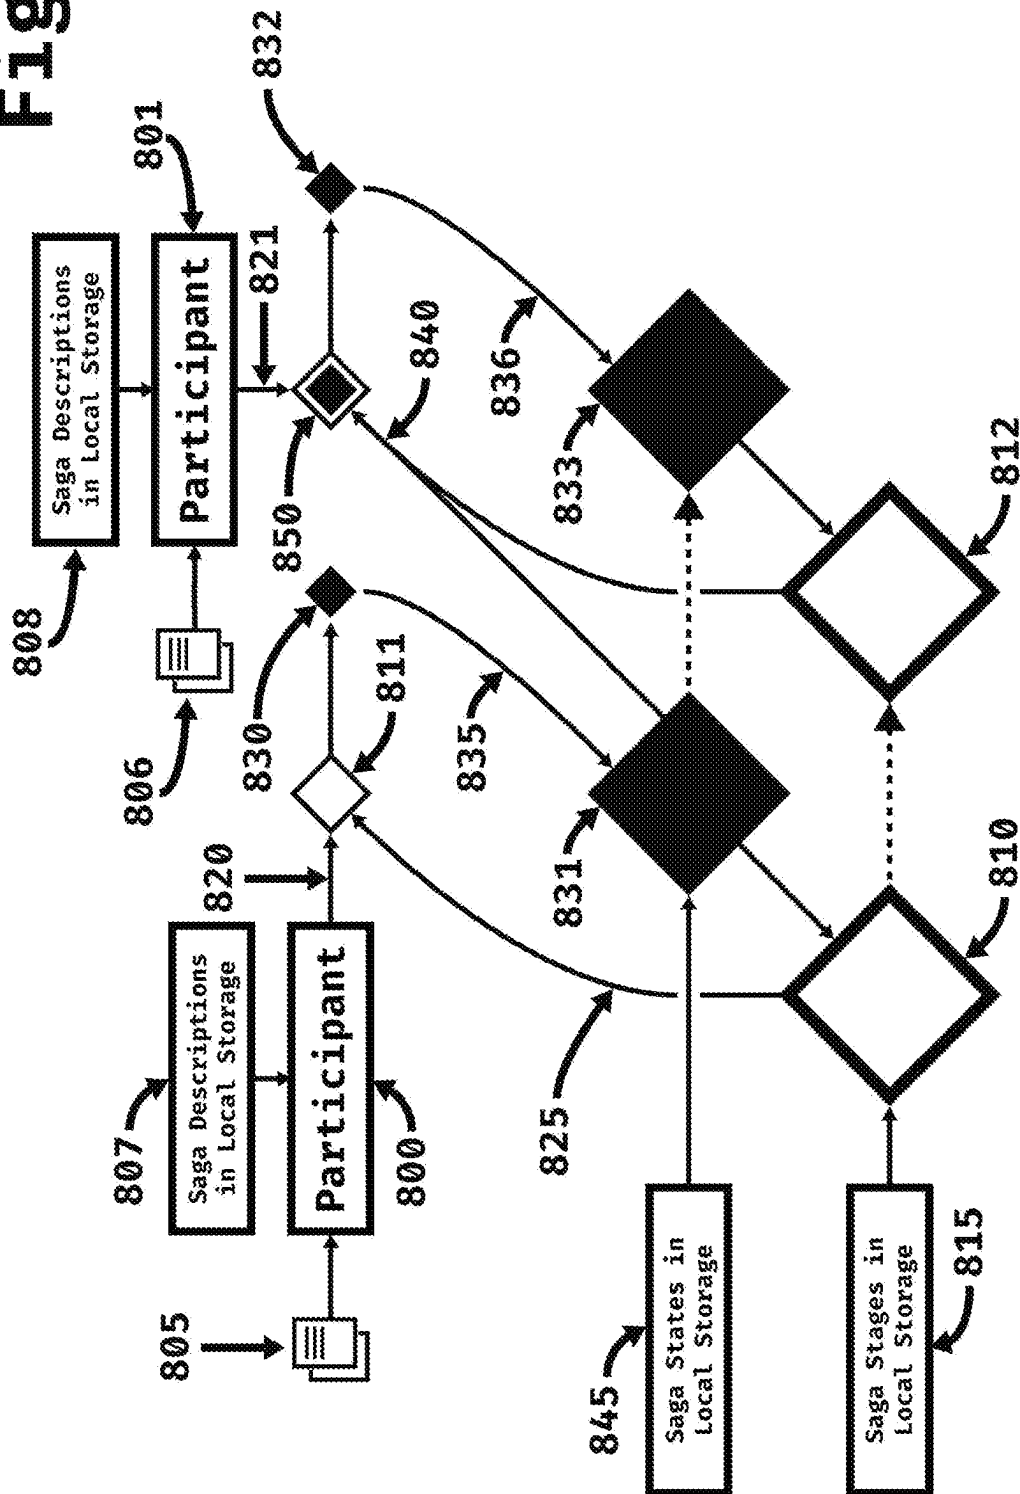 Fig
808
Saga Descriptions
in Local Storage
807
806
801
805
Participant
Saga Descriptions
in Local Storage
820
830
821
832
850
Participant
811
800
840
835
836
825
831
833
845
Saga States in
Local Storage
Saga Stages in
Local Storage
815
810
812